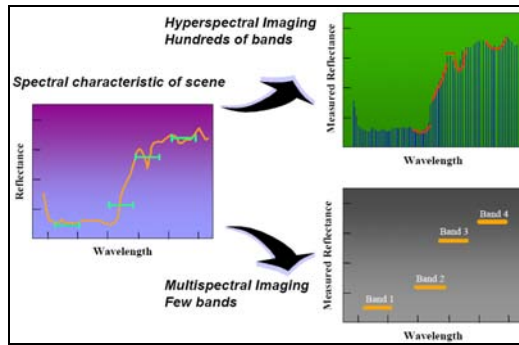 Hyperspectral Imaging
Hundreds of bands
Spectral characteristic of scene
Reflectance
Wavelength
Measured Reflectance
Wavelength
Multispectral Imaging
Few bands
Measured Reflectance
Band 1
Band 2
Band 3
Band 4
Wavelength